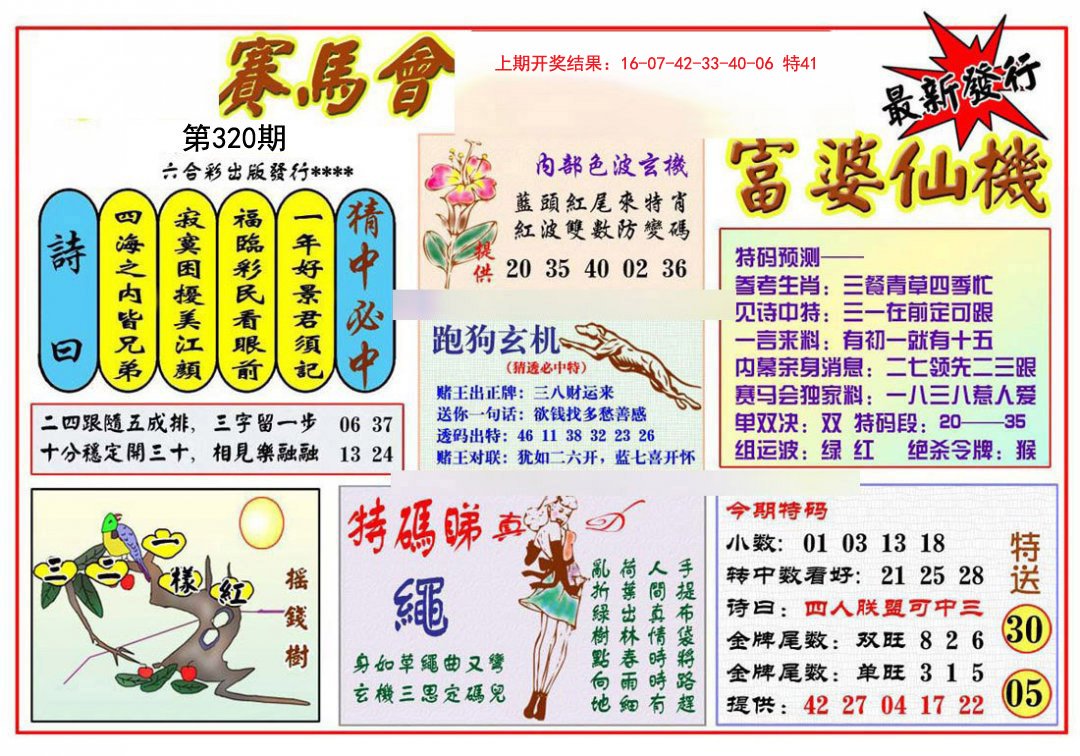 賽馬會
上期开奖结果：16-07-42-33-40-06 特41
最新發行
第320期
六合彩出版發行****
猜中必中
一年好景君須記
福臨彩民看眼前
寂寞困擾美江顏
四海之内皆兄弟
詩曰
二四跟隨五成排，三字留一步 06 37
十分穩定開三十，相見樂融融 13 24
内部色波玄機
藍頭紅尾來特肖
紅波雙數防變碼
提供
20 35 40 02 36
跑狗玄机
（猜透必中特）
赌王出正牌：三八财运来
送你一句话：欲钱找多愁善感
透码出特：46 11 38 32 23 26
赌王对联：犹如二六开，蓝七喜开怀
富婆仙機
特码预测——
参考生肖：三餐青草四季忙
见诗中特：三一在前定可跟
一言来料：有初一就有十五
内幕亲身消息：二七领先二三跟
赛马会独家料：一八三八惹人爱
单双决：双 特码段：20——35
组运波：绿 红 绝杀令牌：猴
三二一樣紅
摇錢樹
特碼睇真D
繩
身如草繩曲又彎
玄機三思定碼兒
手提布袋將路趕
人間真情時時有
荷葉出林春雨細
亂折绿樹點向地
今期特码
小数：01 03 13 18
转中数看好：21 25 28
诗曰：四人联盟可中三
金牌尾数：双旺 8 2 6
金牌尾数：单旺 3 1 5
提供：42 27 04 17 22
特送
30
05